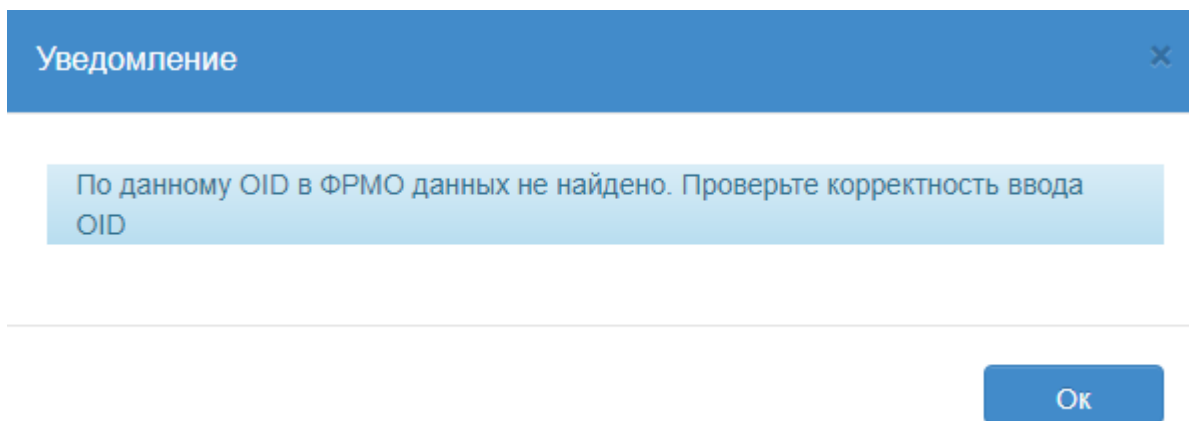 Уведомление
По данному OID в ФРМО данных не найдено. Проверьте корректность ввода
OID
Ок